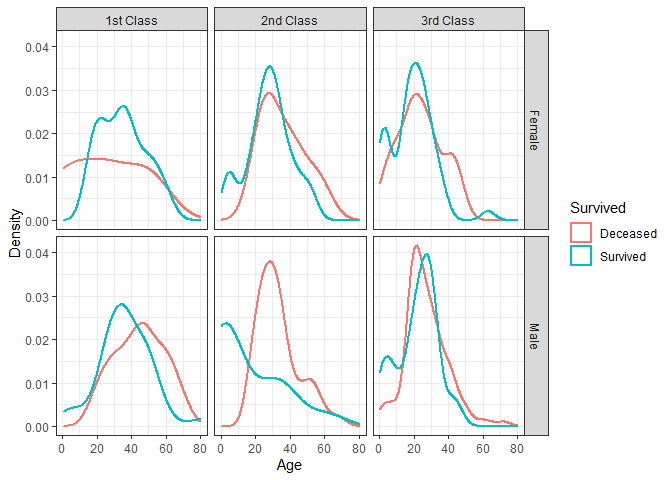 1st Class 2nd Class 3rd Class
0.04
0.03
0.02
0.01
0.00
Female
0.04
0.03
0.02
0.01
0.00
Male
Density
0 20 40 60 80 0 20 40 60 80 0 20 40 60 80
Age
Survived
Deceased
Survived